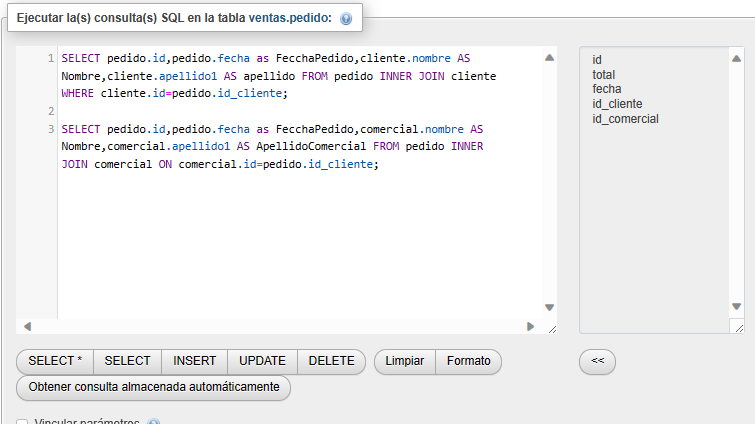 Ejecutar la(s) consulta(s) SQL en la tabla ventas.pedido:
1 SELECT pedido.id,pedido.fecha as FecchaPedido,cliente.nombre AS
Nombre,cliente.apellido1 AS apellido FROM pedido INNER JOIN cliente
WHERE cliente.id=pedido.id_cliente;
2
3 SELECT pedido.id,pedido.fecha as FecchaPedido,comercial.nombre AS
Nombre,comercial.apellido1 AS ApellidoComercial FROM pedido INNER
JOIN comercial ON comercial.id=pedido.id_cliente;
id
total
fecha
id_cliente
id_comercial
SELECT * SELECT INSERT UPDATE DELETE Limpiar Formato <<
Obtener consulta almacenada automáticamente
Vincular parámetros